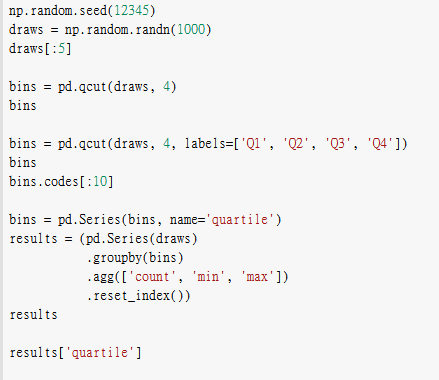 np.random.seed(12345)
draws = np.random.randn(1000)
draws[:5]
bins = pd.qcut(draws, 4)
bins
bins = pd.qcut(draws, 4, labels=['Q1', 'Q2', 'Q3', 'Q4'])
bins
bins.codes[:10]
bins = pd.Series(bins, name='quartile')
results = (pd.Series(draws)
.groupby(bins)
.agg(['count', 'min', 'max'])
.reset_index())
results
results['quartile']